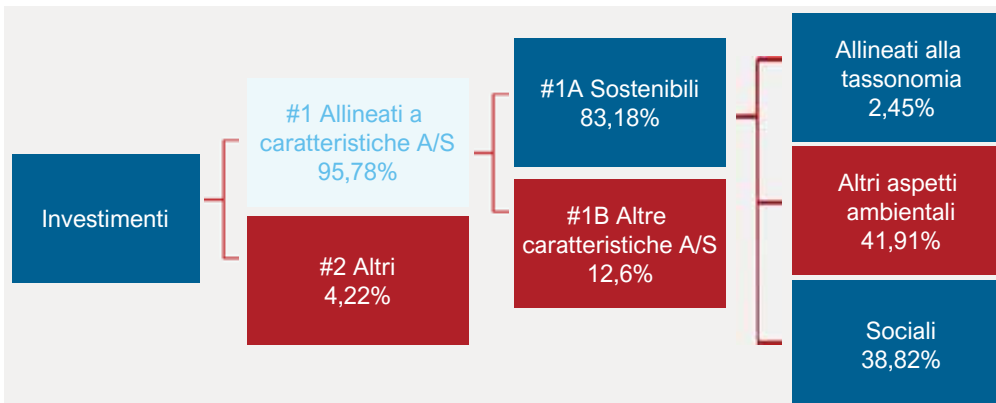 Investimenti
#1 Allineati a
caratteristiche A/S
95,78%
#2 Altri
4,22%
#1A Sostenibili
83,18%
#1B Altre
caratteristiche A/S
12,6%
Allineati alla
tassonomia
2,45%
Altri aspetti
ambientali
41,91%
Sociali
38,82%